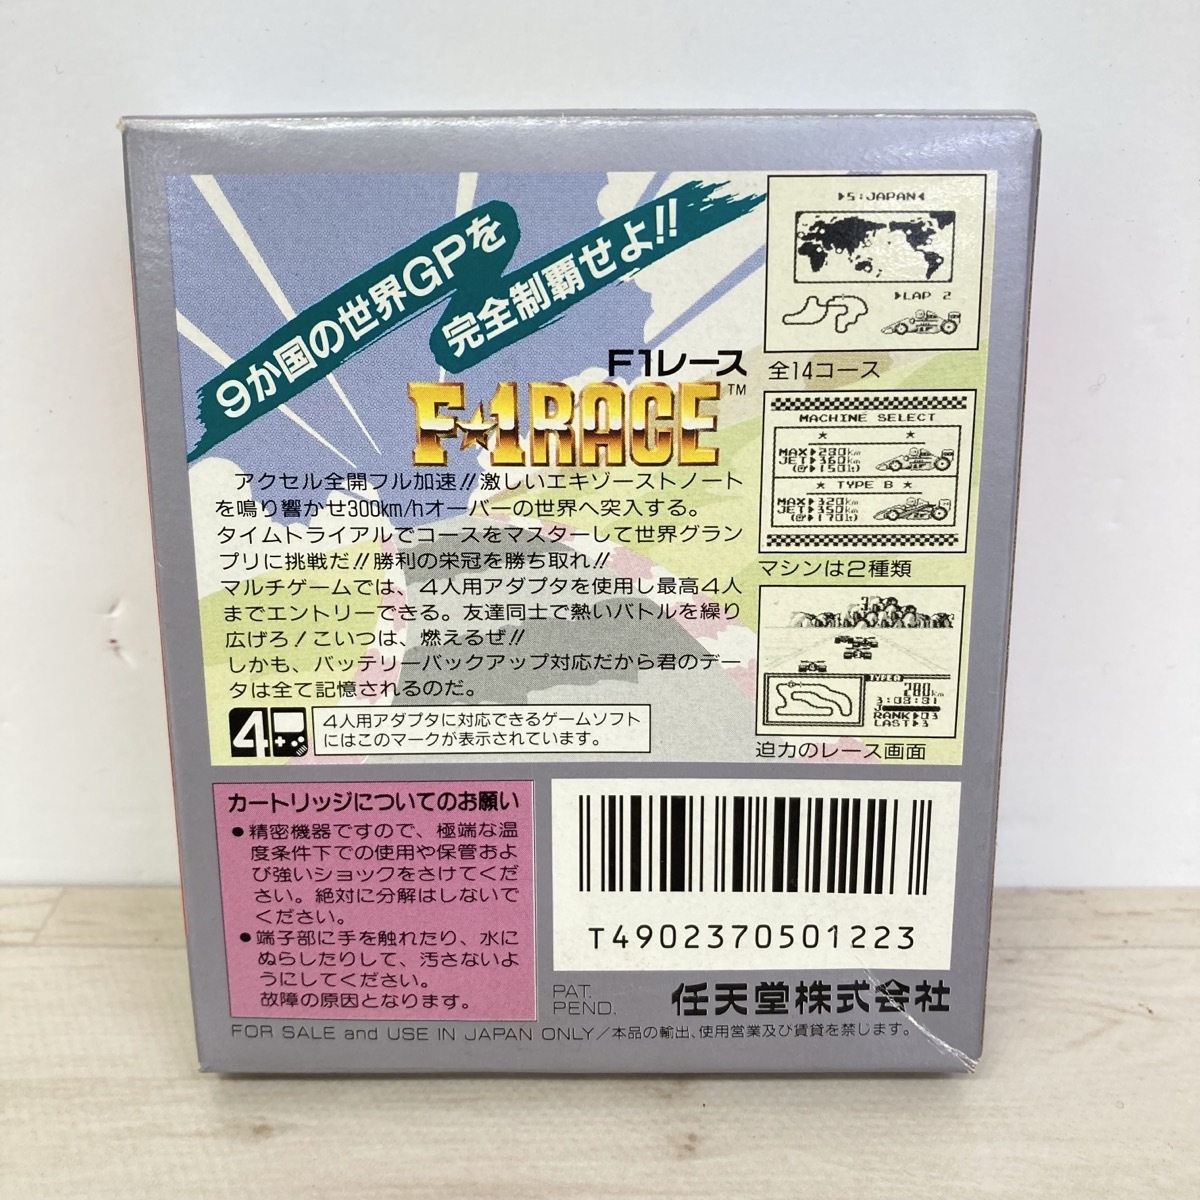 9か国の世界GPを
完全制覇せよ!!
F1レース
F★1RACE™
アクセル全開フル加速!!激しいエキゾーストノート
を鳴り響かせ300km/hオーバーの世界へ突入する。
タイムトライアルでコースをマスターして世界グラン
プリに挑戦だ!!勝利の栄冠を勝ち取れ!!
マルチゲームでは、4人用アダプタを使用し最高4人
までエントリーできる。友達同士で熱いバトルを繰り
広げろ!こいつは、燃えるぜ!!
しかも、バッテリーバックアップ対応だから君のデー
タは全て記憶されるのだ。
4
4人用アダプタに対応できるゲームソフト
にはこのマークが表示されています。
▶5:JAPAN◀
▶LAP 2
全14コース
MACHINE SELECT
★ ★
MAX▶290km
JET▶360km
(@▶150lt)
★ TYPE B ★
MAX▶320km
JET▶350km
(@▶170lt)
マシンは2種類
280km
RANK▶03
LAST▶3
迫力のレース画面
カートリッジについてのお願い
●精密機器ですので、極端な温
度条件下での使用や保管およ
び強いショックをさけてくだ
さい。絶対に分解はしないで
ください。
●端子部に手を触れたり、水に
ぬらしたりして、汚さないよ
うにしてください。
故障の原因となります。
T4902370501223
PAT.
PEND.
任天堂株式会社
FOR SALE and USE IN JAPAN ONLY/本品の輸出、使用営業及び賃貸を禁じます。